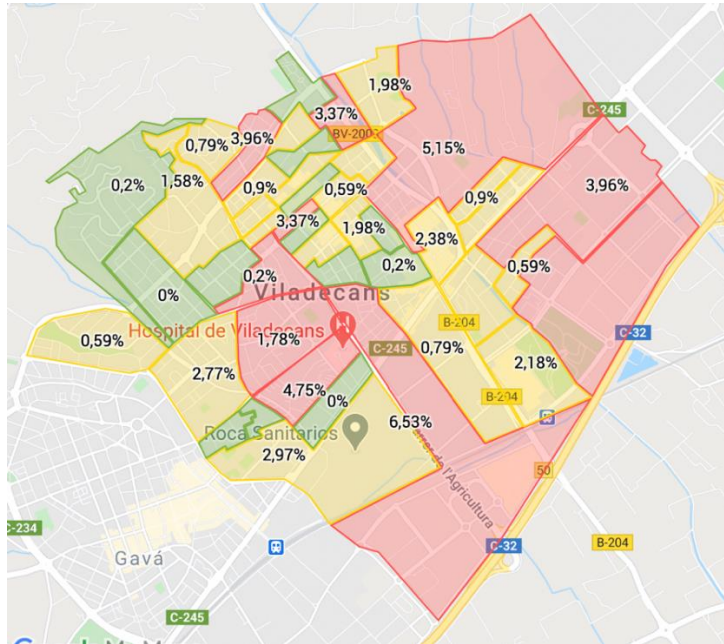 1,98%
C-245
3,37%
BV-2003
0,79%
3,96%
5,15%
0,2%
1,58%
0,9%
0,59%
0,9%
3,96%
3,37%
1,98%
2,38%
0,2%
0,2%
0,59%
0%
Viladecans
Hospital de Viladecans
H
B-204
C-32
0,59%
1,78%
C-245
0,79%
2,77%
2,18%
4,75%
0%
B-204
6,53%
Roca Sanitarios
2,97%
Carrer de l'Agricultura
50
C-234
C-32
B-204
Gavá
C-245